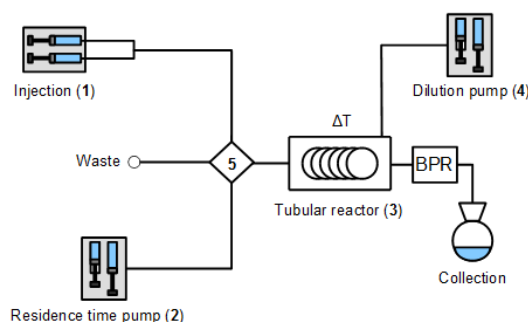 Injection (1)
Dilution pump (4)
ΔT
Waste
5
BPR
Tubular reactor (3)
Collection
Residence time pump (2)